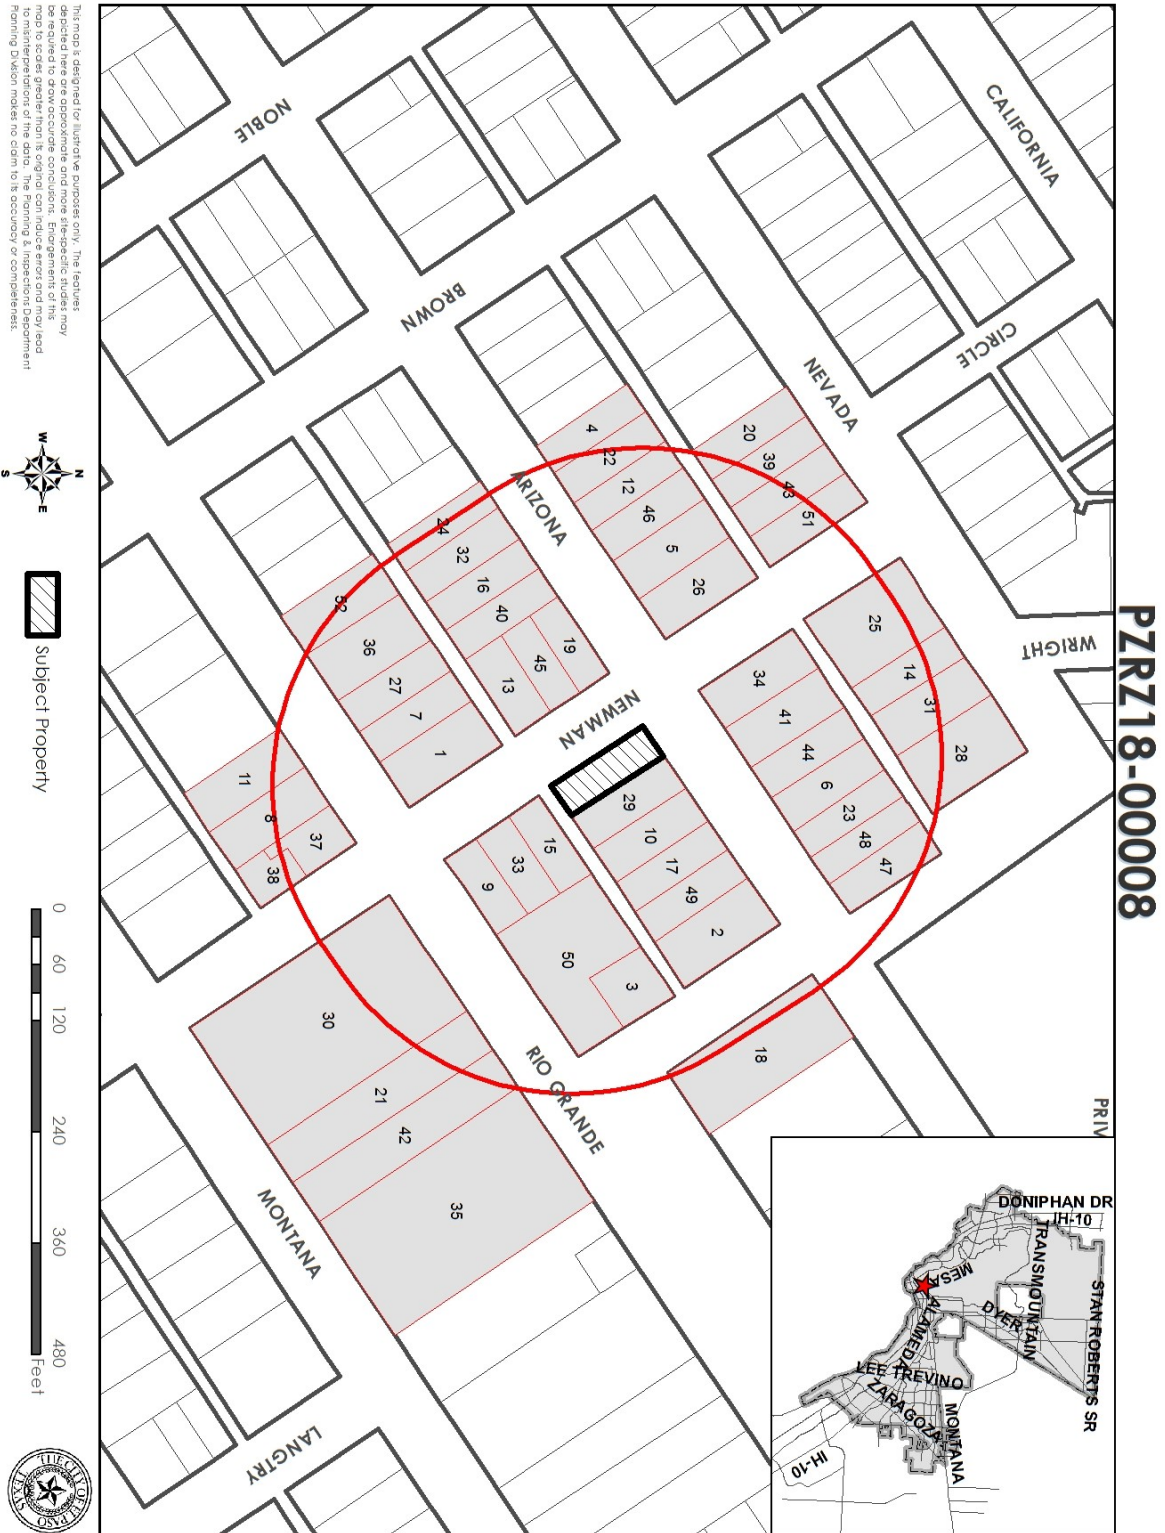 PZRZ18-00008
CALIFORNIA
NOBLE
BROWN
CIRCLE
NEVADA
WRIGHT
ARIZONA
NEWMAN
RIO GRANDE
MONTANA
LANGTRY
PRIV
20
39
43
51
4
22
12
46
5
26
25
14
31
28
34
41
44
6
23
48
47
24
32
16
40
19
45
13
52
36
27
7
1
29
10
17
49
2
15
33
9
50
3
18
11
8
37
38
30
21
42
35
DONIPHAN DR
IH-10
TRANSMOUNTAIN
STAN ROBERTS SR
MESA
DYER
ALAMEDA
LEE TREVINO
ZARAGOZA
MONTANA
IH-10
This map is designed for illustrative purposes only. The features
depicted here are approximate and more site-specific studies may
be required to draw accurate conclusions. Enlargements of this
map to scales greater than its original can induce errors and may lead
to misinterpretations of the data. The Planning & Inspections Department
Planning Division makes no claim to its accuracy or completeness.
N
W
E
S
Subject Property
0 60 120 240 360 480
Feet
THE CITY OF EL PASO
TEXAS